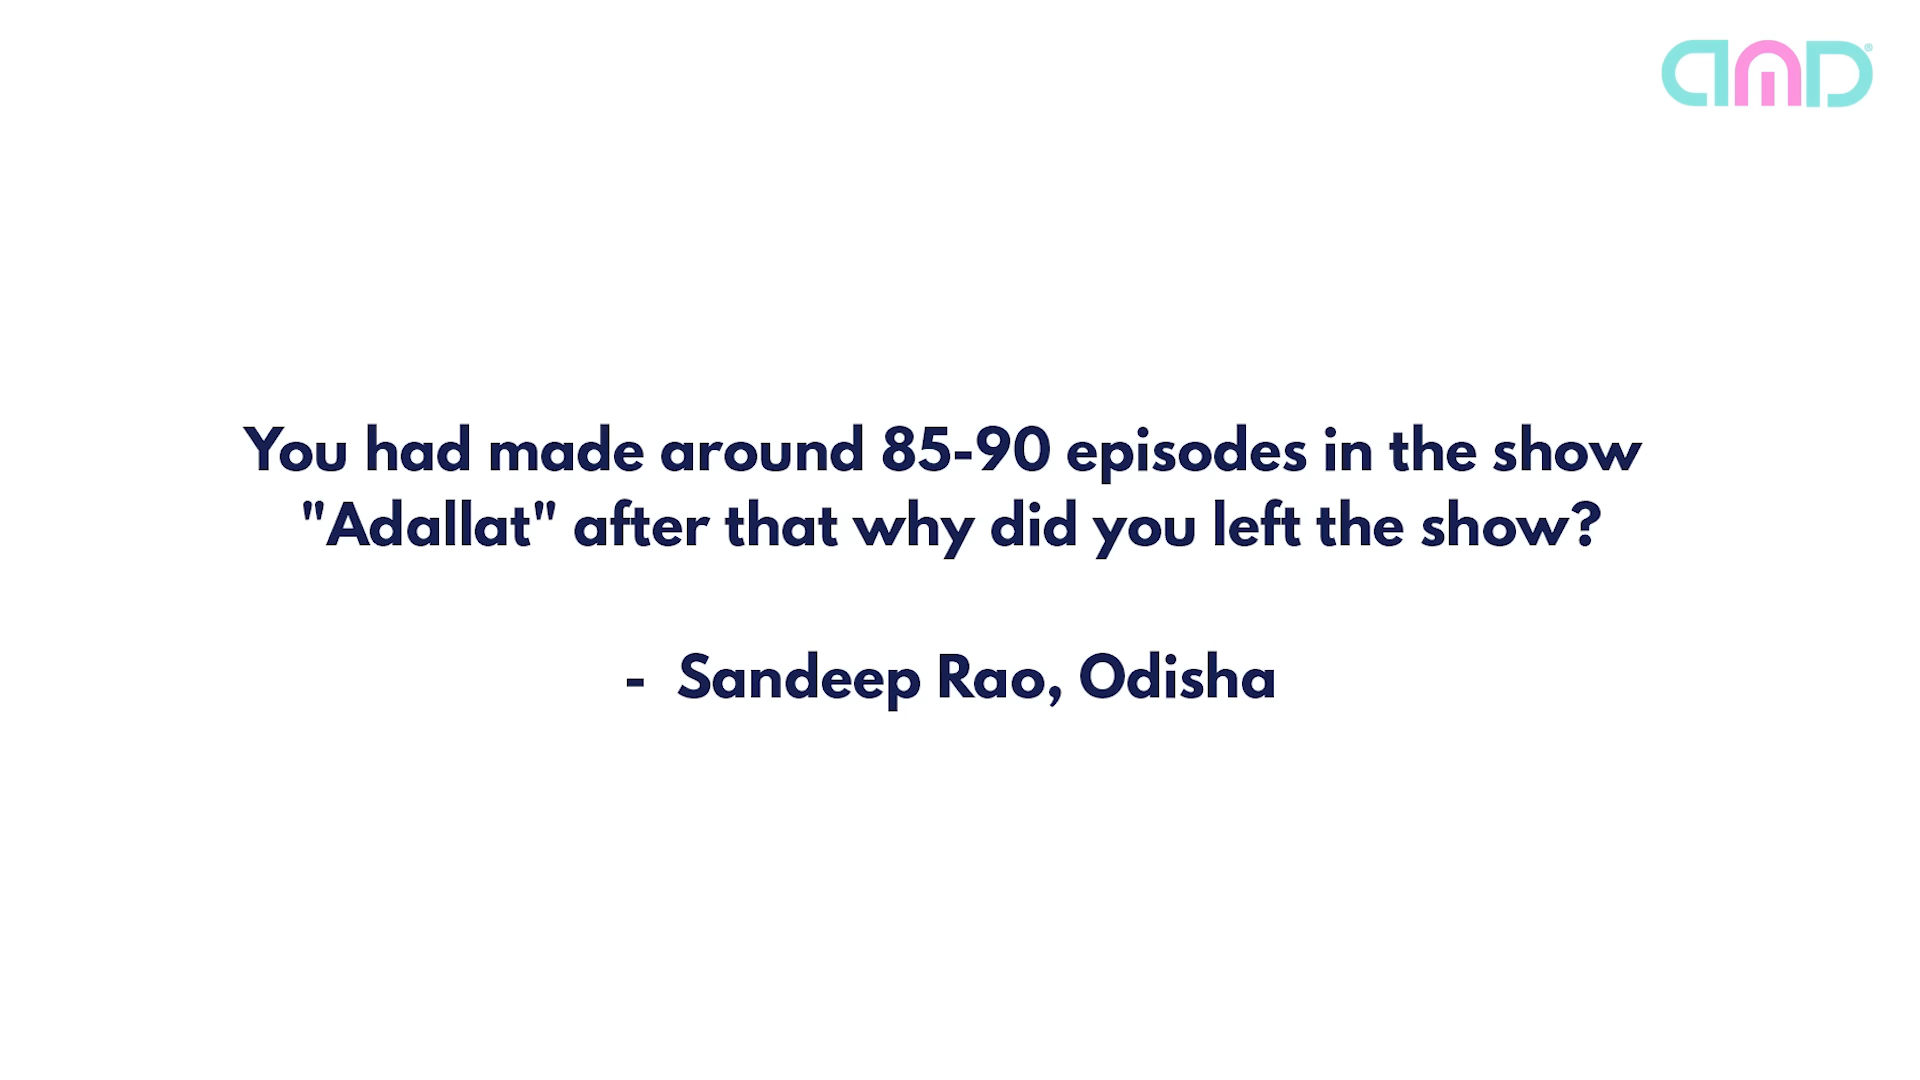 AMD®
You had made around 85-90 episodes in the show
"Adallat" after that why did you left the show?
- Sandeep Rao, Odisha